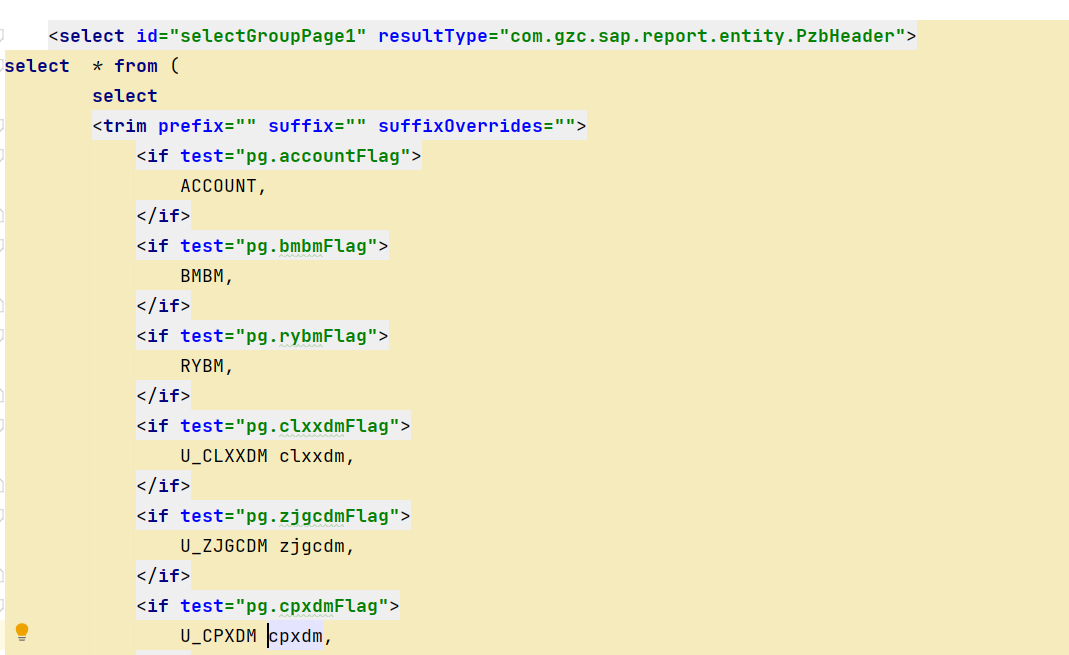 <select id="selectGroupPage1" resultType="com.gzc.sap.report.entity.PzbHeader">
select  * from (
select
<trim prefix="" suffix="" suffixOverrides="">
<if test="pg.accountFlag">
ACCOUNT,
</if>
<if test="pg.bmbmFlag">
BMBM,
</if>
<if test="pg.rybmFlag">
RYBM,
</if>
<if test="pg.clxxdmFlag">
U_CLXXDM clxxdm,
</if>
<if test="pg.zjgcdmFlag">
U_ZJGCDM zjgcdm,
</if>
<if test="pg.cpxdmFlag">
U_CPXDM cpxdm,